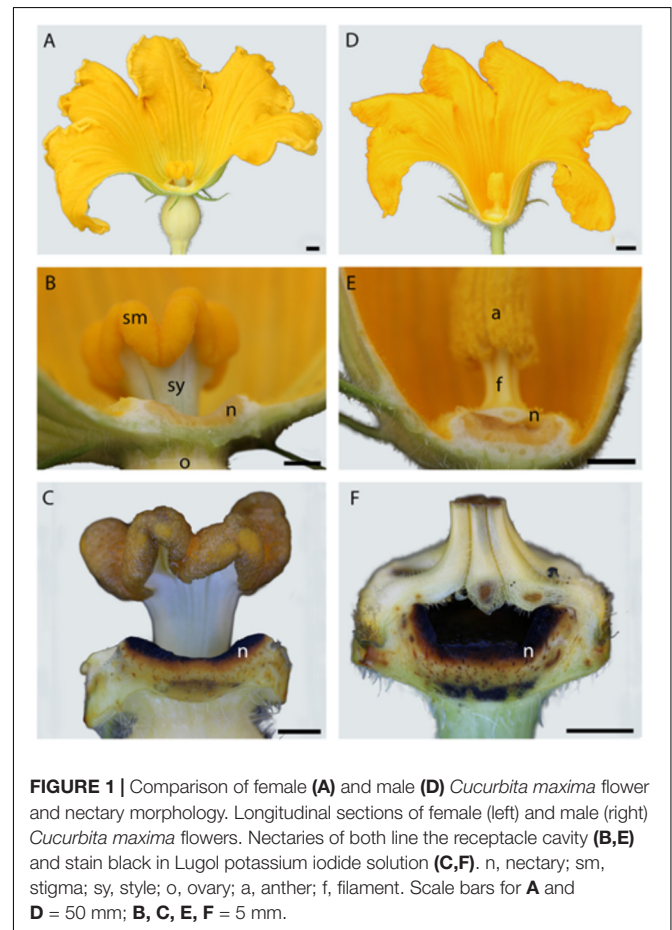 A
D
B
sm
sy
n
o
E
a
f
n
C
n
F
n
FIGURE 1 | Comparison of female (A) and male (D) Cucurbita maxima flower
and nectary morphology. Longitudinal sections of female (left) and male (right)
Cucurbita maxima flowers. Nectaries of both line the receptacle cavity (B,E)
and stain black in Lugol potassium iodide solution (C,F). n, nectary; sm,
stigma; sy, style; o, ovary; a, anther; f, filament. Scale bars for A and
D = 50 mm; B, C, E, F = 5 mm.